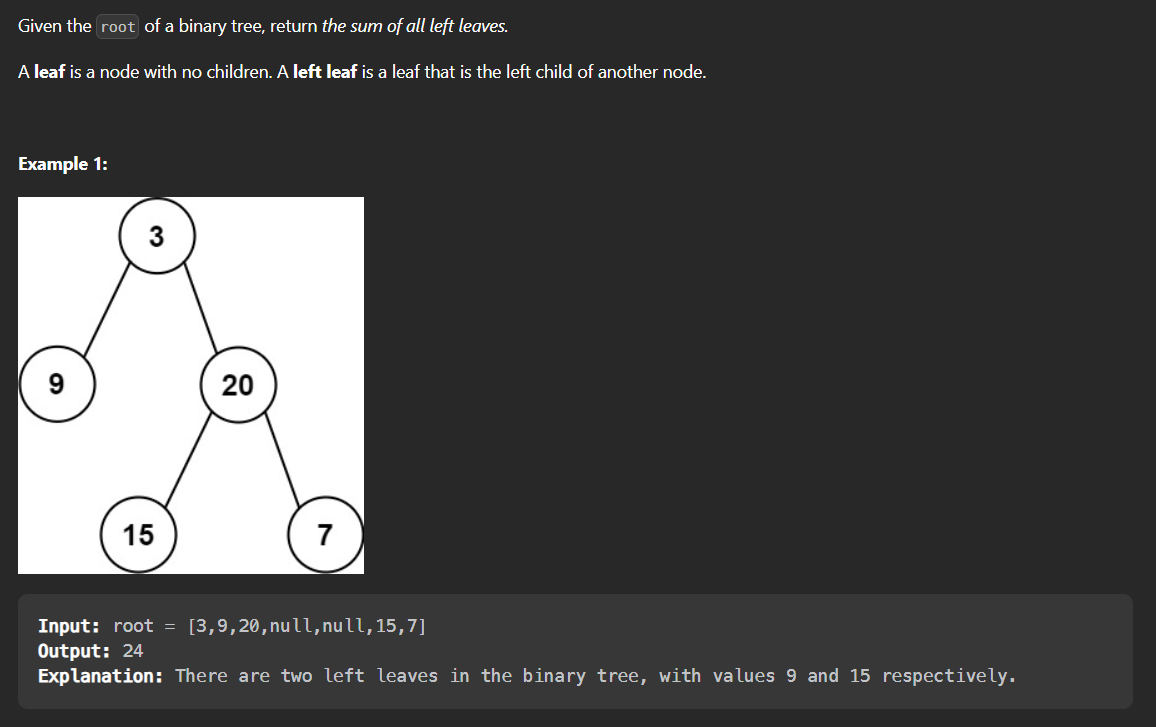 Given the root of a binary tree, return the sum of all left leaves.
A leaf is a node with no children. A left leaf is a leaf that is the left child of another node.
Example 1:
3
9
20
15
7
Input: root = [3,9,20,null,null,15,7]
Output: 24
Explanation: There are two left leaves in the binary tree, with values 9 and 15 respectively.